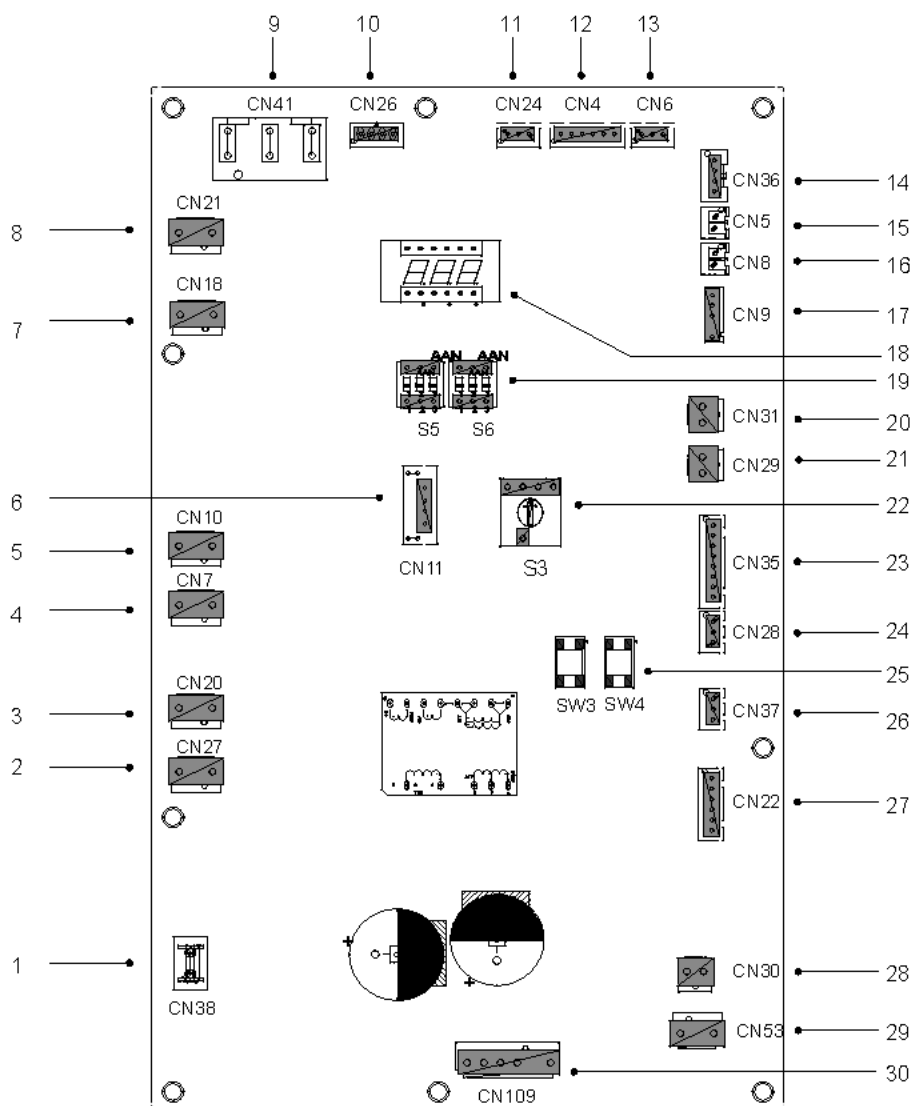 9 10 11 12 13
CN41 CN26 CN24 CN4 CN6
CN36 14
CN21 CN5 15
8 CN8 16
CN18 CN9 17
7 18
AAN AAN 19
S5 S6 CN31 20
CN29 21
6 22
CN10
5 CN11 S3 CN35 23
CN7
4 CN28 24
25
CN20 SW3 SW4 CN37 26
3
CN27
2 CN22 27
1 CN30 28
CN38
CN53 29
30
CN109